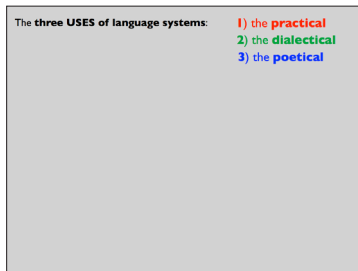 The three USES of language systems: 1) the practical
2) the dialectical
3) the poetical